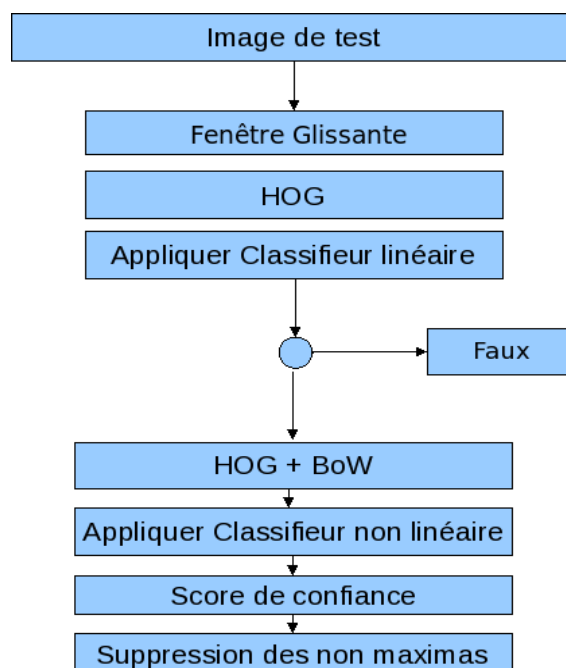 Image de test
Fenêtre Glissante
HOG
Appliquer Classifieur linéaire
Faux
HOG + BoW
Appliquer Classifieur non linéaire
Score de confiance
Suppression des non maximas